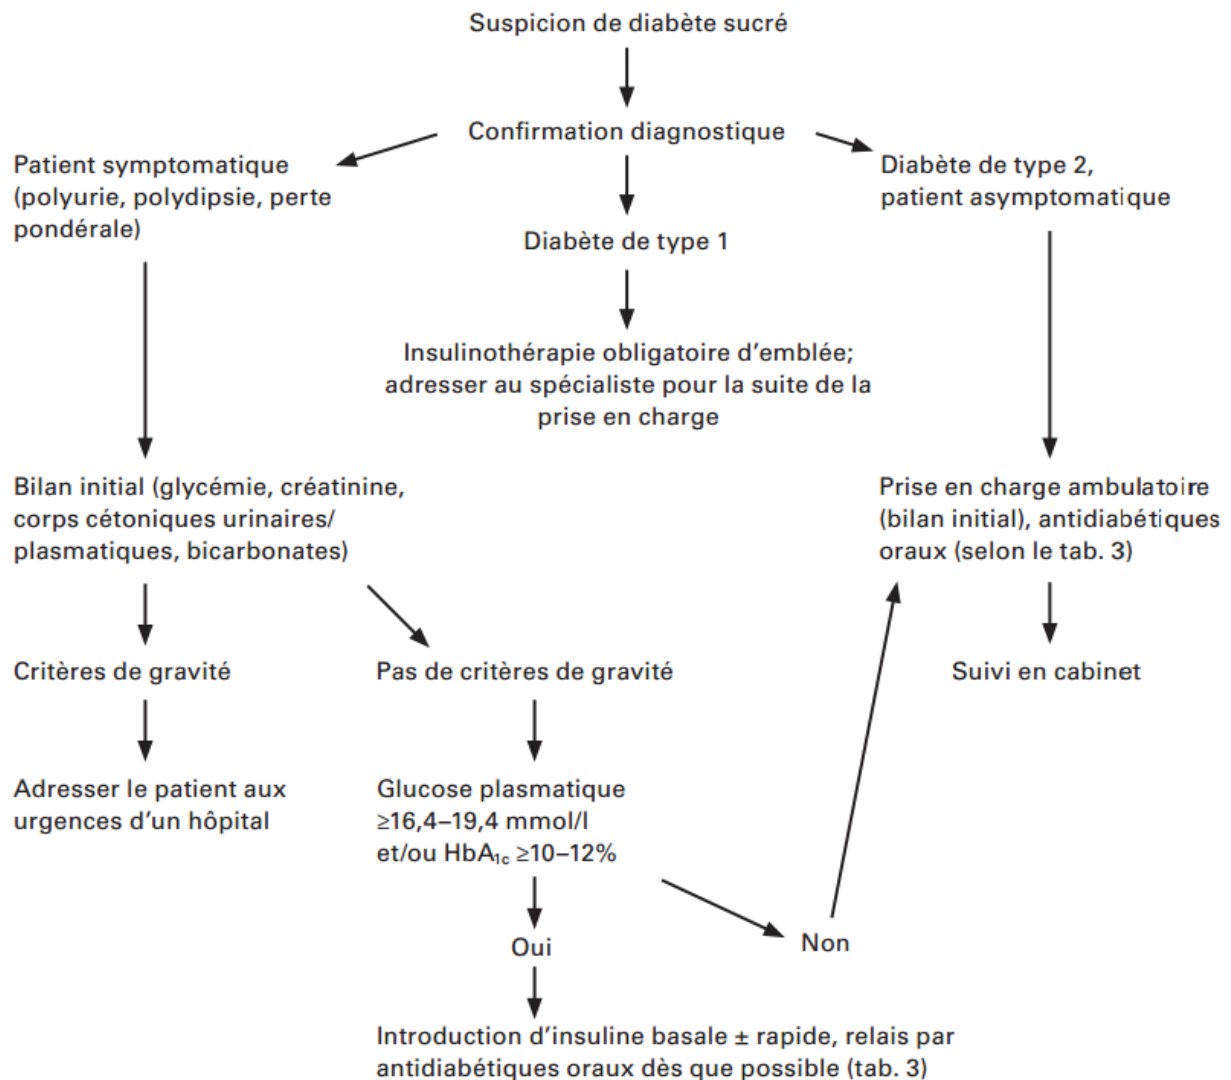 Suspicion de diabète sucré
Confirmation diagnostique
Patient symptomatique
(polyurie, polydipsie, perte
pondérale)
Diabète de type 1
Diabète de type 2,
patient asymptomatique
Insulinothérapie obligatoire d'emblée;
adresser au spécialiste pour la suite de la
prise en charge
Bilan initial (glycémie, créatinine,
corps cétoniques urinaires/
plasmatiques, bicarbonates)
Prise en charge ambulatoire
(bilan initial), antidiabétiques
oraux (selon le tab. 3)
Critères de gravité
Pas de critères de gravité
Suivi en cabinet
Adresser le patient aux
urgences d'un hôpital
Glucose plasmatique
≥16,4–19,4 mmol/l
et/ou HbA1c ≥10–12%
Oui
Non
Introduction d'insuline basale ± rapide, relais par
antidiabétiques oraux dès que possible (tab. 3)